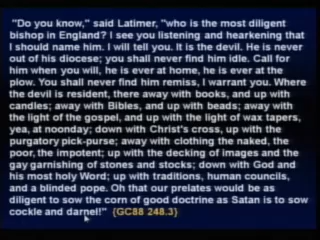 "Do you know," said Latimer, "who is the most diligent
bishop in England? I see you listening and hearkening that
I should name him. I will tell you. It is the devil. He is never
out of his diocese; you shall never find him idle. Call for
him when you will, he is ever at home, he is ever at the
plow. You shall never find him remiss, I warrant you. Where
the devil is resident, there away with books, and up with
candles; away with Bibles, and up with beads; away with
the light of the gospel, and up with the light of wax tapers,
yea, at noonday; down with Christ's cross, up with the
purgatory pick-purse; away with clothing the naked, the
poor, the impotent; up with the decking of images and the
gay garnishing of stones and stocks; down with God and
his most holy Word; up with traditions, human councils,
and a blinded pope. Oh that our prelates would be as
diligent to sow the corn of good doctrine as Satan is to sow
cockle and darnel!" {GC88 248.3}